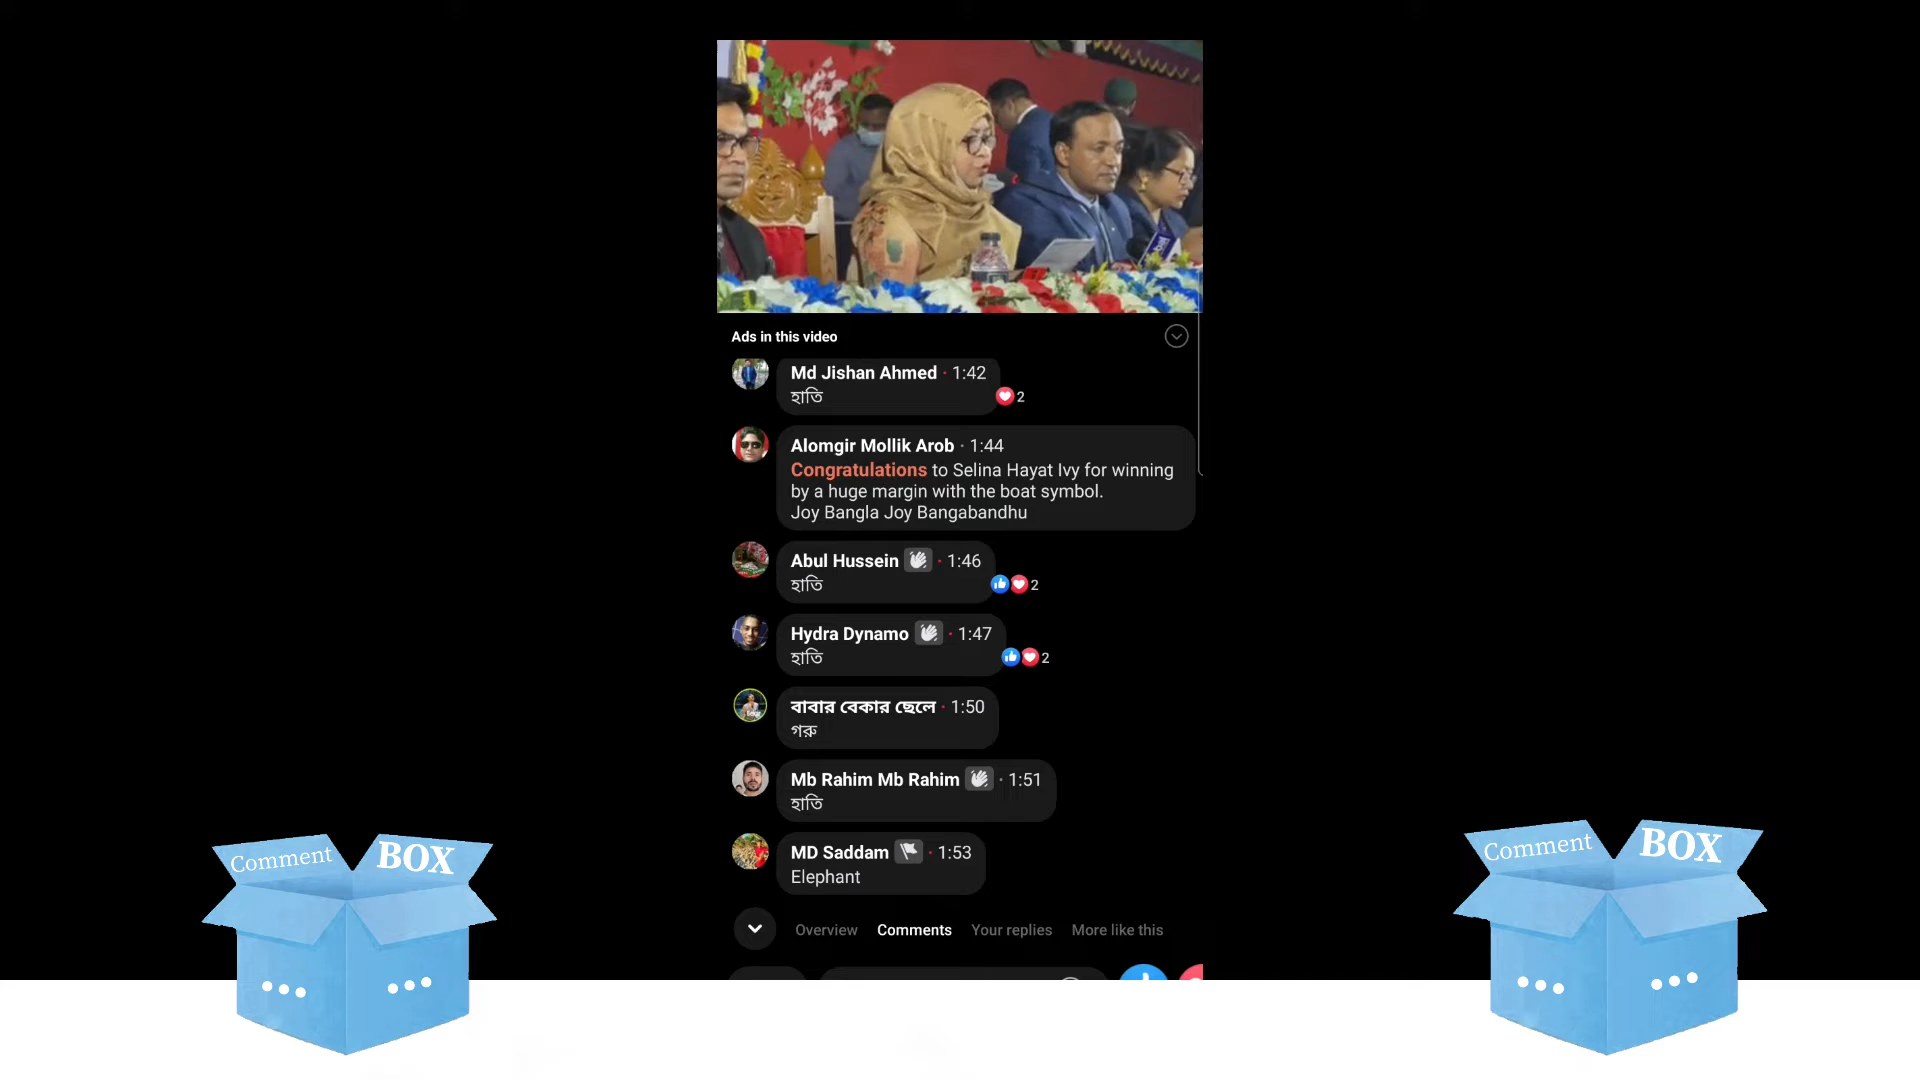 Ads in this video
Md Jishan Ahmed · 1:42
হাতি
2
Alomgir Mollik Arob · 1:44
Congratulations to Selina Hayat Ivy for winning
by a huge margin with the boat symbol.
Joy Bangla Joy Bangabandhu
Abul Hussein · 1:46
হাতি
2
Hydra Dynamo · 1:47
হাতি
2
বাবার বেকার ছেলে · 1:50
গরু
Mb Rahim Mb Rahim · 1:51
হাতি
MD Saddam · 1:53
Elephant
Overview Comments Your replies More like this
Comment BOX
Comment BOX